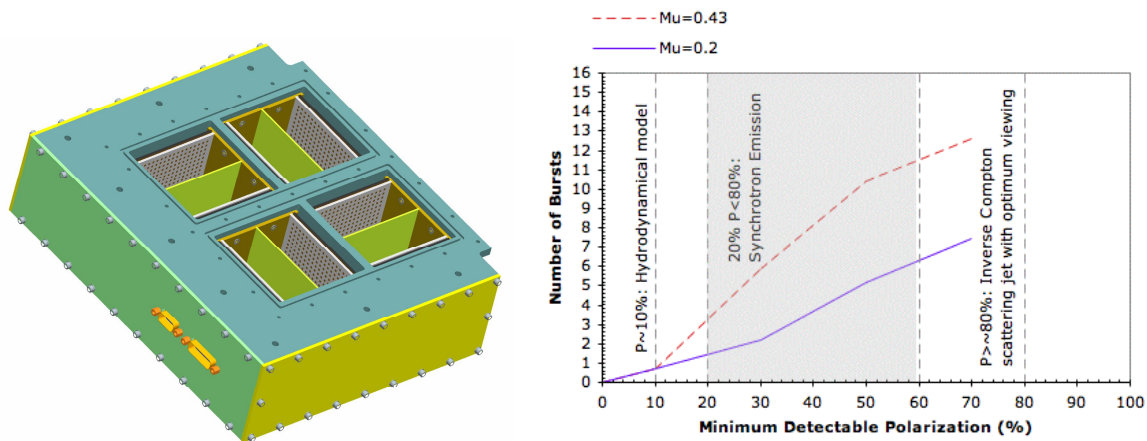 Mu=0.43
Mu=0.2
16
15
14
13
12
11
10
9
8
7
6
5
4
3
2
1
0
Number of Bursts
P~10%: Hydrodynamical model
20% P<80%:
Synchrotron Emission
P>~80%: Inverse Compton
scattering jet with optimum viewing
0 10 20 30 40 50 60 70 80 90 100
Minimum Detectable Polarization (%)